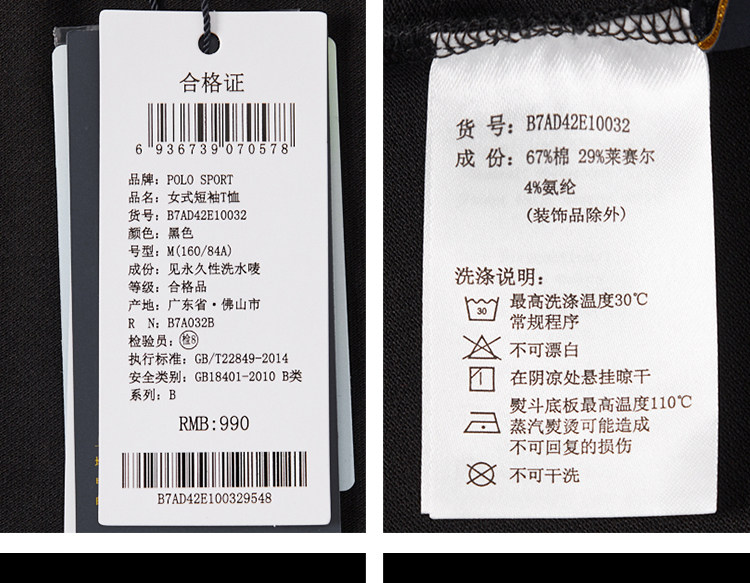 合格证
6 936739 070578
品牌: POLO SPORT
品名: 女式短袖T恤
货号: B7AD42E10032
颜色: 黑色
号型: M(160/84A)
成份: 见永久性洗水唛
等级: 合格品
产地: 广东省·佛山市
R N: B7A032B
检验员: 检8
执行标准: GB/T22849-2014
安全类别: GB18401-2010 B类
系列: B
RMB:990
B7AD42E100329548
货 号: B7AD42E10032
成 份: 67%棉 29%莱赛尔
4%氨纶
(装饰品除外)
洗涤说明:
30
最高洗涤温度30℃
常规程序
不可漂白
在阴凉处悬挂晾干
熨斗底板最高温度110℃
蒸汽熨烫可能造成
不可回复的损伤
不可干洗